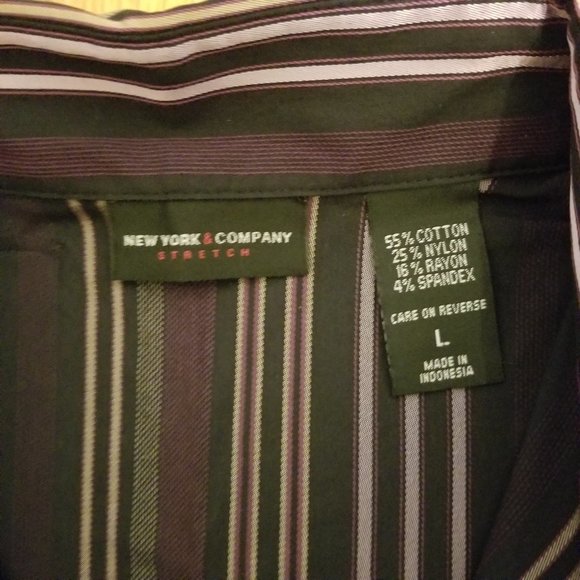 NEW YORK & COMPANY
STRETCH
55% COTTON
25% NYLON
16% RAYON
4% SPANDEX
CARE ON REVERSE
L
MADE IN
INDONESIA